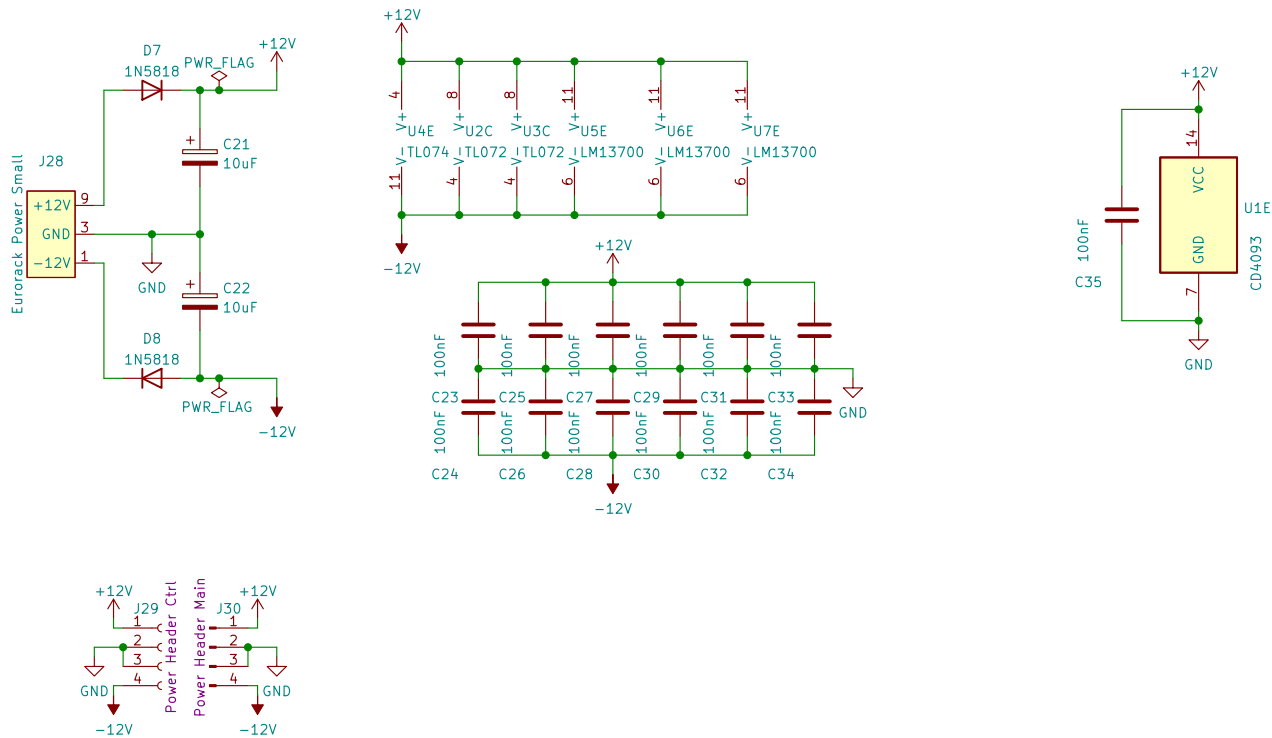 +12V
D7
1N5818
PWR_FLAG
C21
10uF
J28
Eurorack Power Small
9
+12V
3
GND
1
-12V
GND
C22
10uF
D8
1N5818
PWR_FLAG
-12V
+12V
4
8
8
11
11
11
V+
V+
V+
V+
V+
V+
U4E
U2C
U3C
U5E
U6E
U7E
TL074
TL072
TL072
LM13700
LM13700
LM13700
V-
V-
V-
V-
V-
V-
11
4
4
6
6
6
-12V
+12V
100nF
100nF
100nF
100nF
100nF
100nF
C23
C25
C27
C29
C31
C33
GND
100nF
100nF
100nF
100nF
100nF
100nF
C24
C26
C28
C30
C32
C34
-12V
+12V
14
VCC
U1E
100nF
GND
CD4093
C35
7
GND
+12V
J29
1
2
3
4
GND
-12V
Power Header Ctrl
Power Header Main
+12V
J30
1
2
3
4
GND
-12V